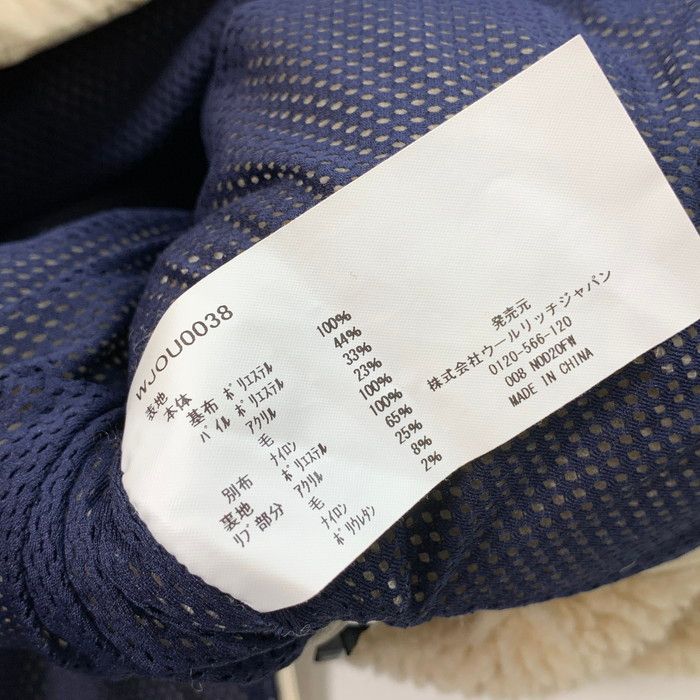 WJOU0038
表地
本体 基布 ﾎﾟﾘｴｽﾃﾙ 100%
ﾊﾟｲﾙ ﾎﾟﾘｴｽﾃﾙ 44%
ｱｸﾘﾙ 33%
毛 23%
別布 ﾅｲﾛﾝ 100%
裏地 ﾎﾟﾘｴｽﾃﾙ 100%
ﾘﾌﾞ部分 ｱｸﾘﾙ 65%
毛 25%
ﾅｲﾛﾝ 8%
ﾎﾟﾘｳﾚﾀﾝ 2%
発売元
株式会社ウールリッチジャパン
0120-566-120
008 NOD20FW
MADE IN CHINA